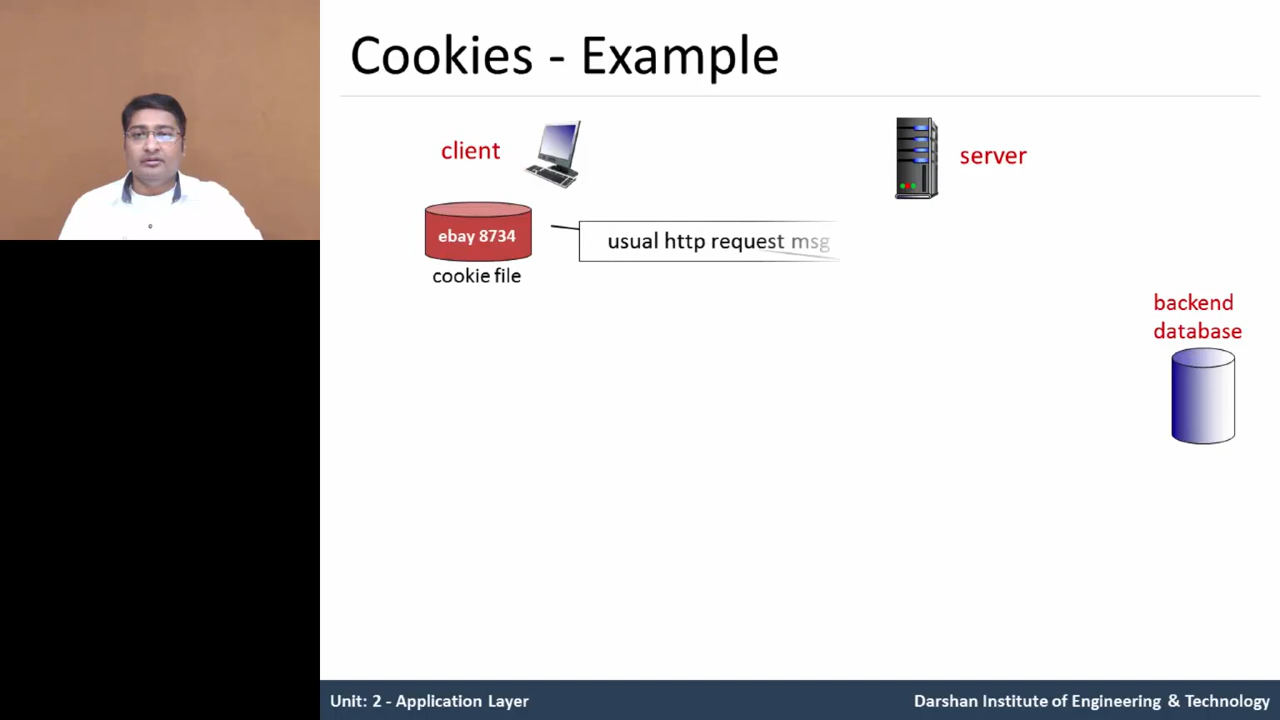 Cookies - Example
client
server
ebay 8734
usual http request msg
cookie file
backend
database
Unit: 2 - Application Layer
Darshan Institute of Engineering & Technology